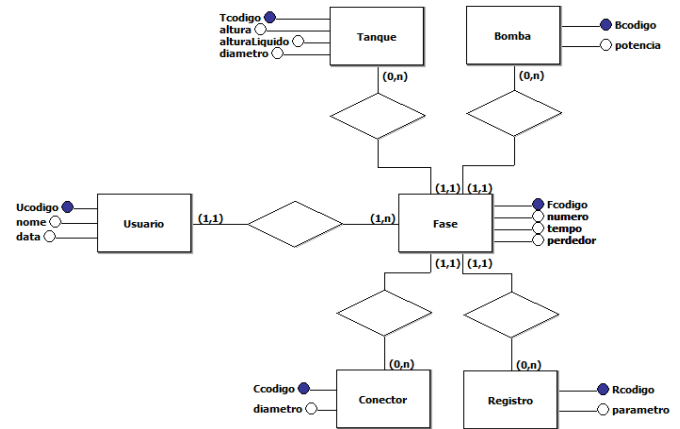 Tcodigo
altura
alturaLiquido
diametro
Tanque
(0,n)
Bomba
Bcodigo
potencia
(0,n)
Ucodigo
nome
data
Usuario
(1,1)
(1,n)
(1,1) (1,1)
Fase
Fcodigo
numero
tempo
perdedor
(1,1) (1,1)
(0,n)
(0,n)
Ccodigo
diametro
Conector
Registro
Rcodigo
parametro